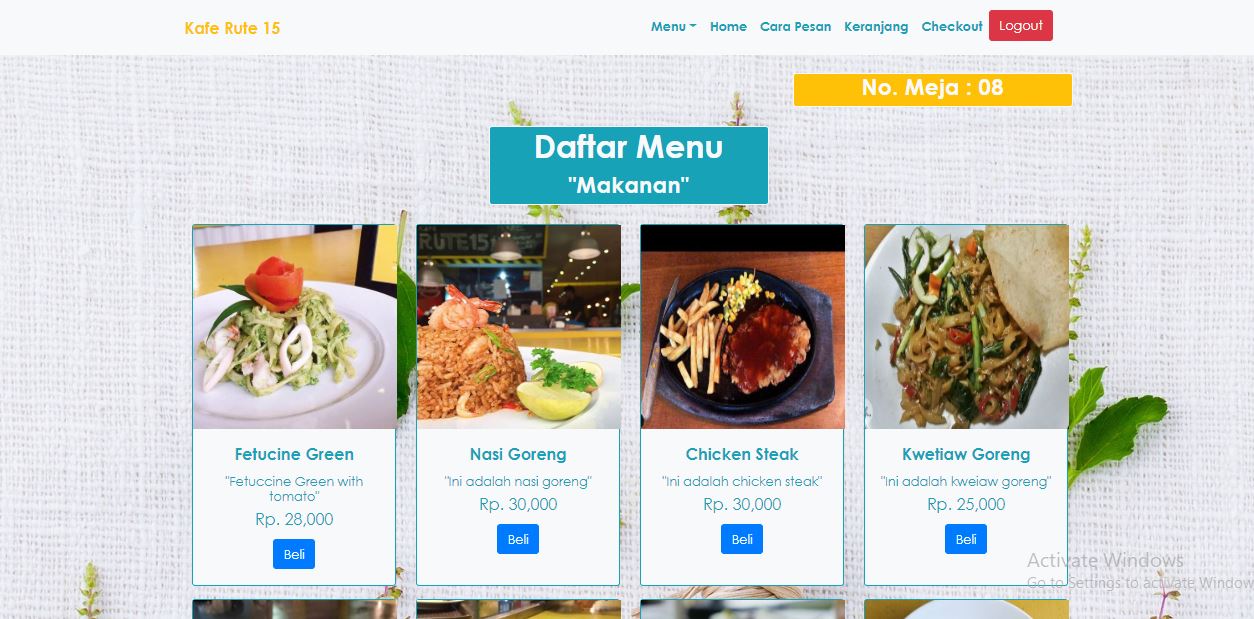 Kafe Rute 15
Menu Home Cara Pesan Keranjang Checkout Logout
No. Meja : 08
Daftar Menu
"Makanan"
RUTE15
Fetucine Green
"Fetuccine Green with
tomato"
Rp. 28,000
Beli
Nasi Goreng
"Ini adalah nasi goreng"
Rp. 30,000
Beli
Chicken Steak
"Ini adalah chicken steak"
Rp. 30,000
Beli
Kwetiaw Goreng
"Ini adalah kweiaw goreng"
Rp. 25,000
Beli
Activate Windows
Go to Settings to activate Window